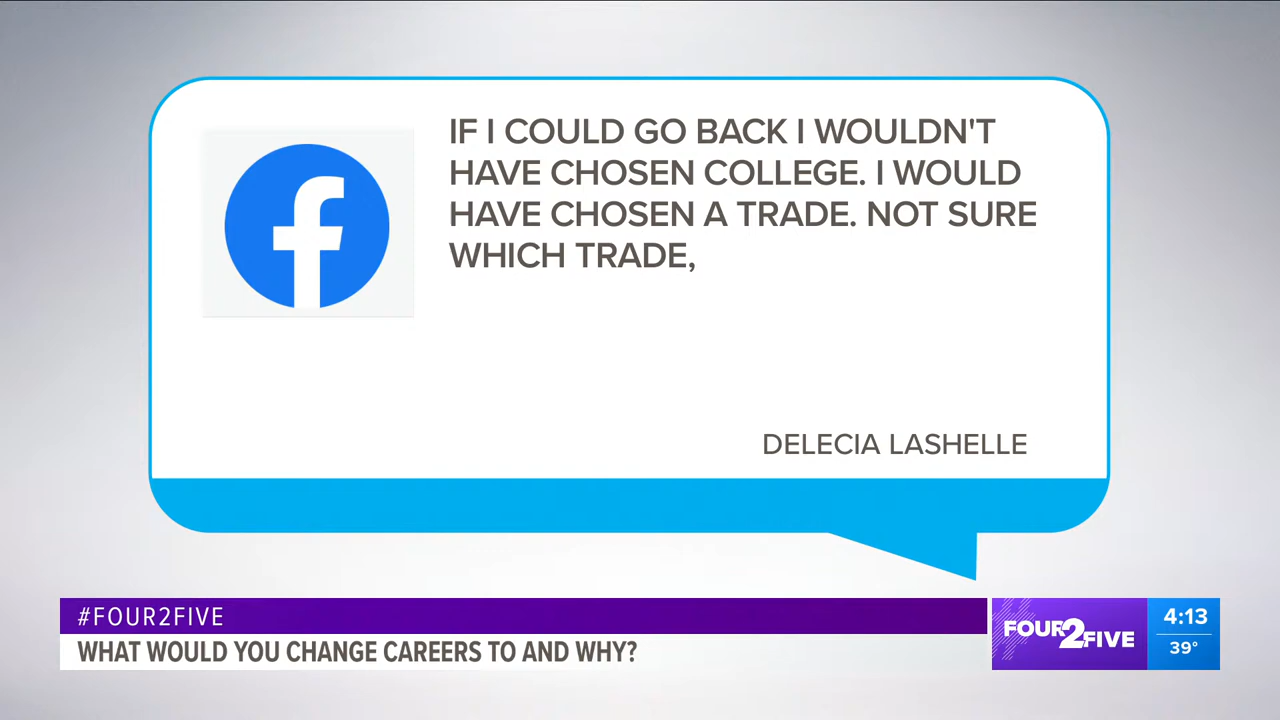 IF I COULD GO BACK I WOULDN'T
HAVE CHOSEN COLLEGE. I WOULD
HAVE CHOSEN A TRADE. NOT SURE
WHICH TRADE,
DELECIA LASHELLE
#FOUR2FIVE
WHAT WOULD YOU CHANGE CAREERS TO AND WHY?
FOUR2FIVE
4:13
39°